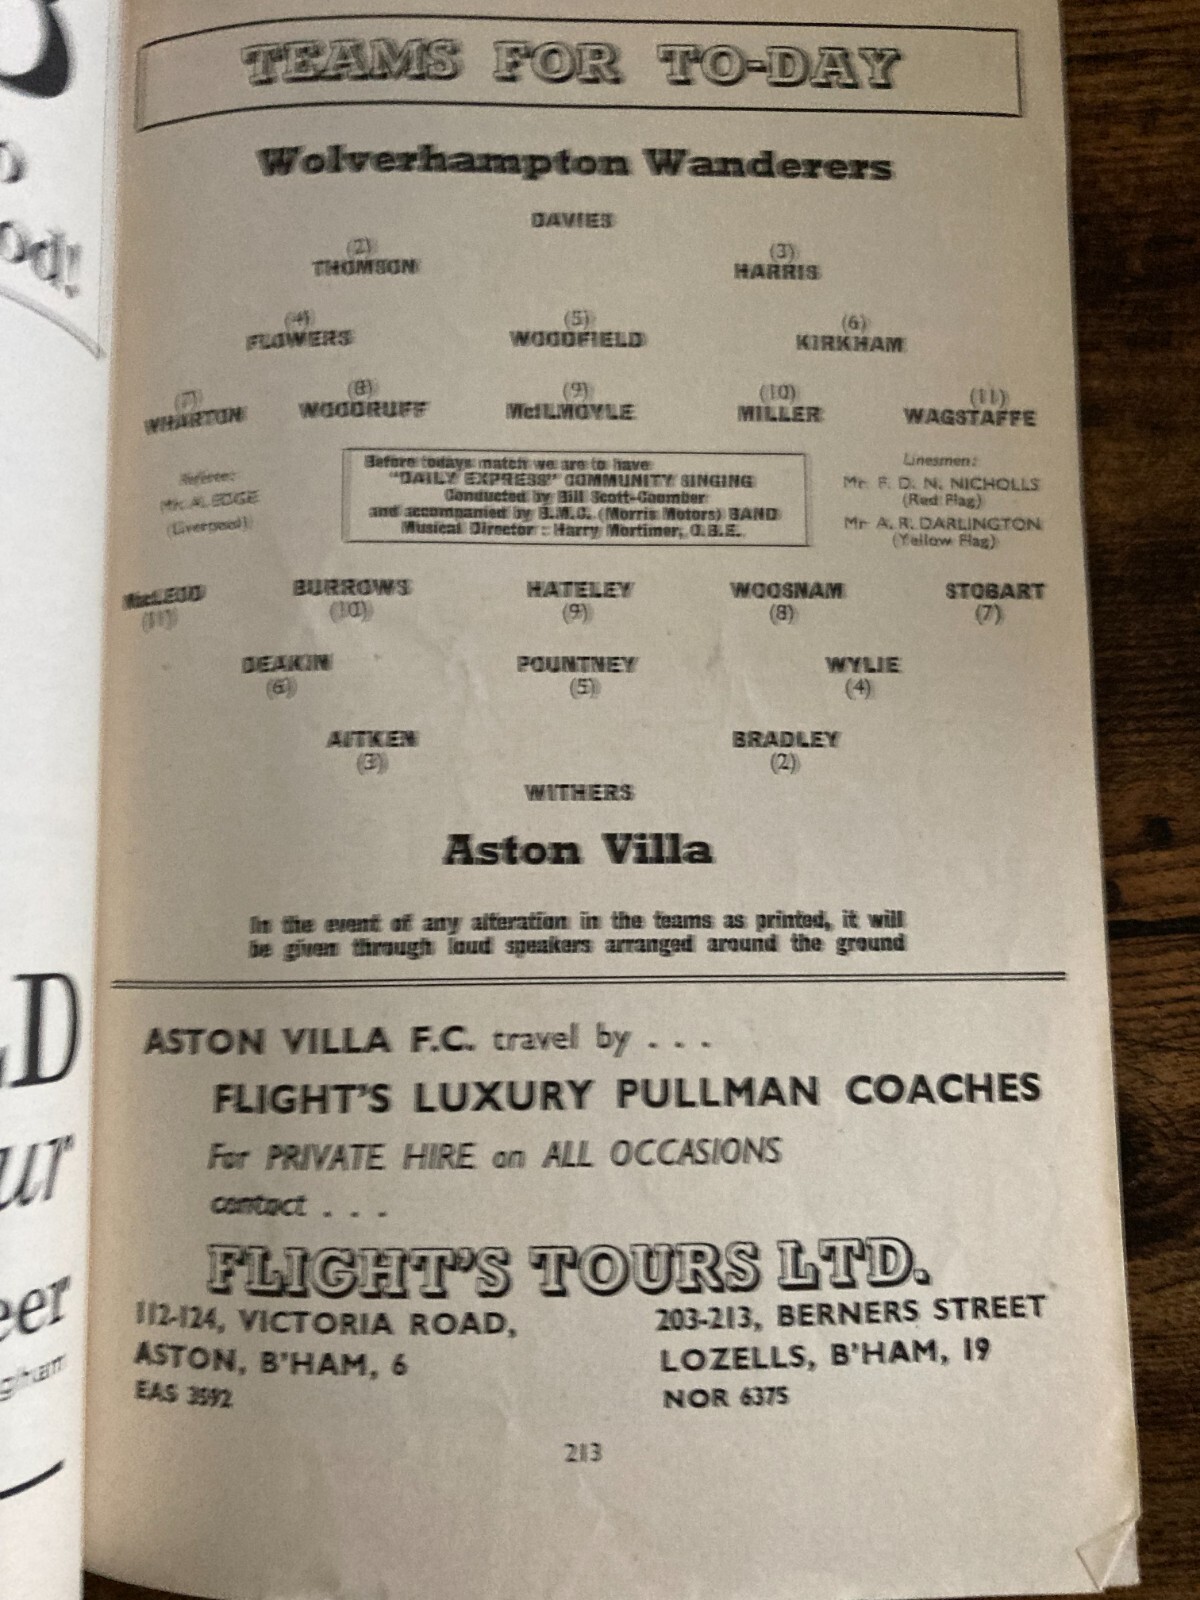 TEAMS FOR TO-DAY
Wolverhampton Wanderers
DAVIES
(2) (3)
THOMSON HARRIS
(4) (5) (6)
FLOWERS WOODFIELD KIRKHAM
(7) (8) (9) (10) (11)
WHARTON WOODRUFF McILMOYLE MILLER WAGSTAFFE
Referee:
Mr. A. EDGE
(Liverpool)
Before todays match we are to have
"DAILY EXPRESS" COMMUNITY SINGING
Conducted by Bill Scott-Coomber
and accompanied by B.M.C. (Morris Motors) BAND
Musical Director : Harry Mortimer, O.B.E.
Linesmen:
Mr. F. D. N. NICHOLLS
(Red Flag)
Mr A. R. DARLINGTON
(Yellow Flag)
MacLEOD BURROWS HATELEY WOOSNAM STOBART
(11) (10) (9) (8) (7)
DEAKIN POUNTNEY WYLIE
(6) (5) (4)
AITKEN BRADLEY
(3) (2)
WITHERS
Aston Villa
In the event of any alteration in the teams as printed, it will
be given through loud speakers arranged around the ground
ASTON VILLA F.C. travel by . . .
FLIGHT'S LUXURY PULLMAN COACHES
For PRIVATE HIRE on ALL OCCASIONS
contact . . .
FLIGHT'S TOURS LTD.
112-124, VICTORIA ROAD,
ASTON, B'HAM, 6
EAS 3592
203-213, BERNERS STREET
LOZELLS, B'HAM, 19
NOR 6375
213